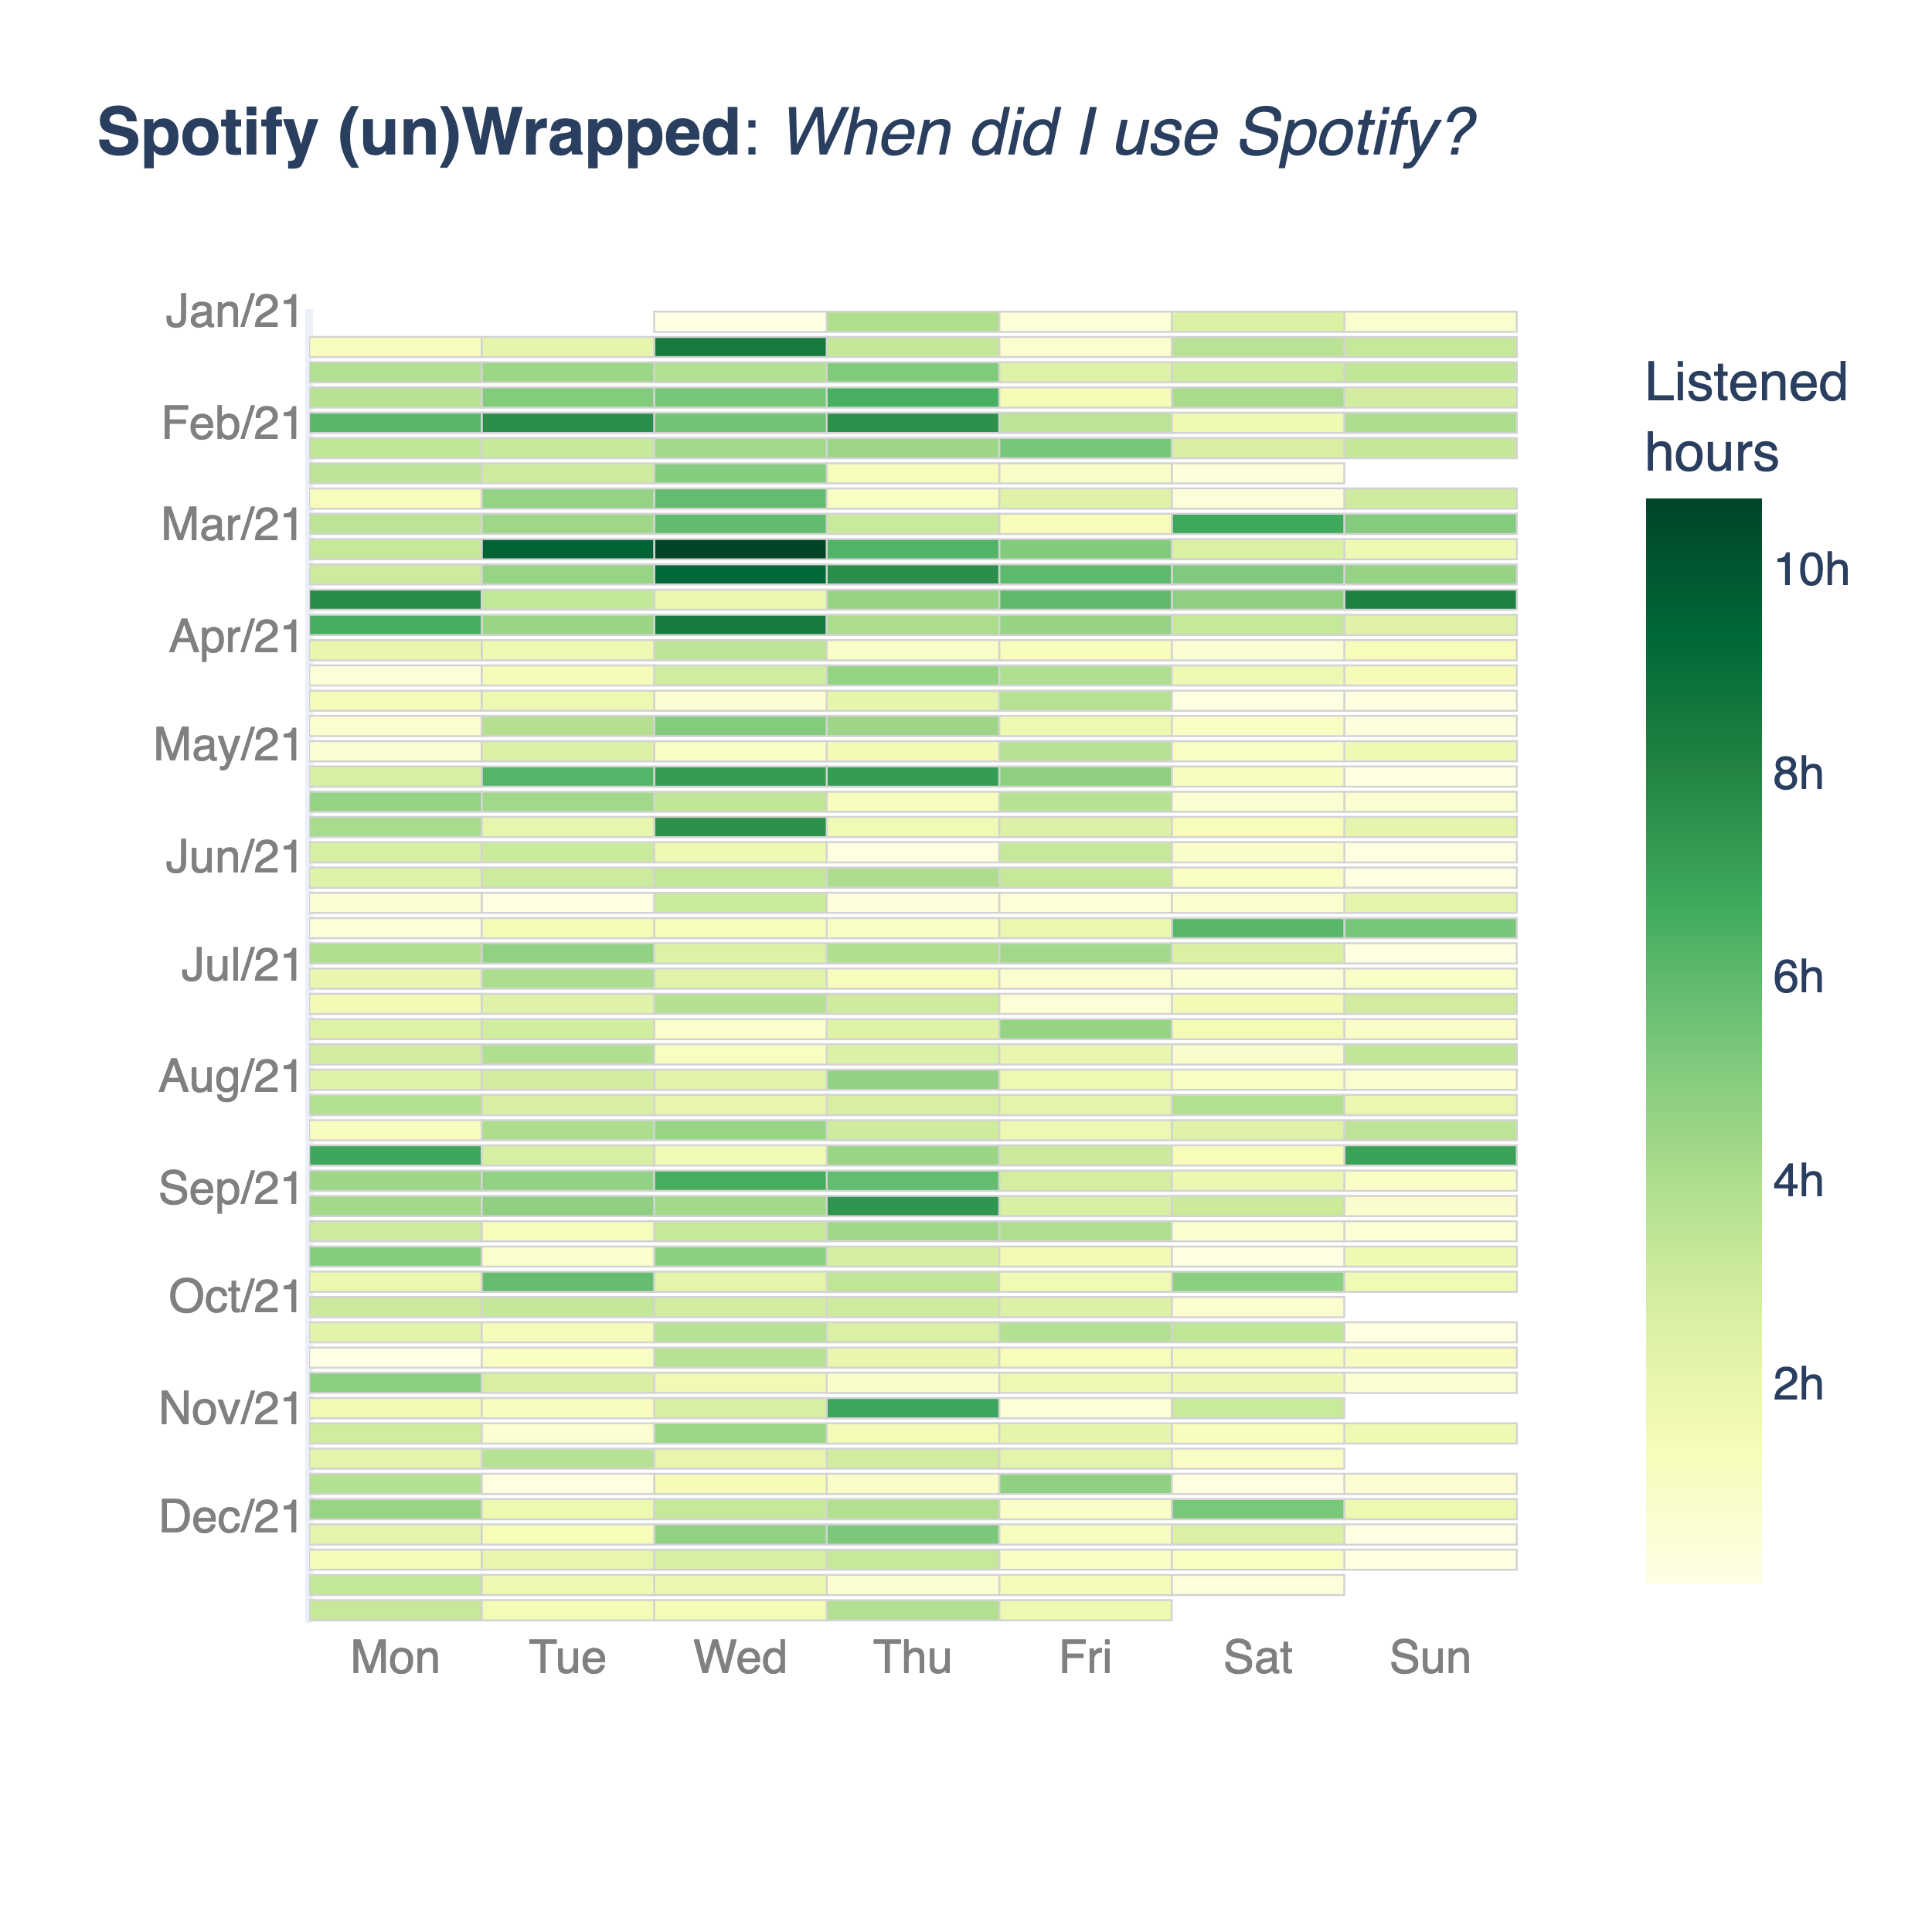 Spotify (un)Wrapped: When did I use Spotify?
Listened
hours
Jan/21
Feb/21
Mar/21
Apr/21
May/21
Jun/21
Jul/21
Aug/21
Sep/21
Oct/21
Nov/21
Dec/21
Mon Tue Wed Thu Fri Sat Sun
10h
8h
6h
4h
2h